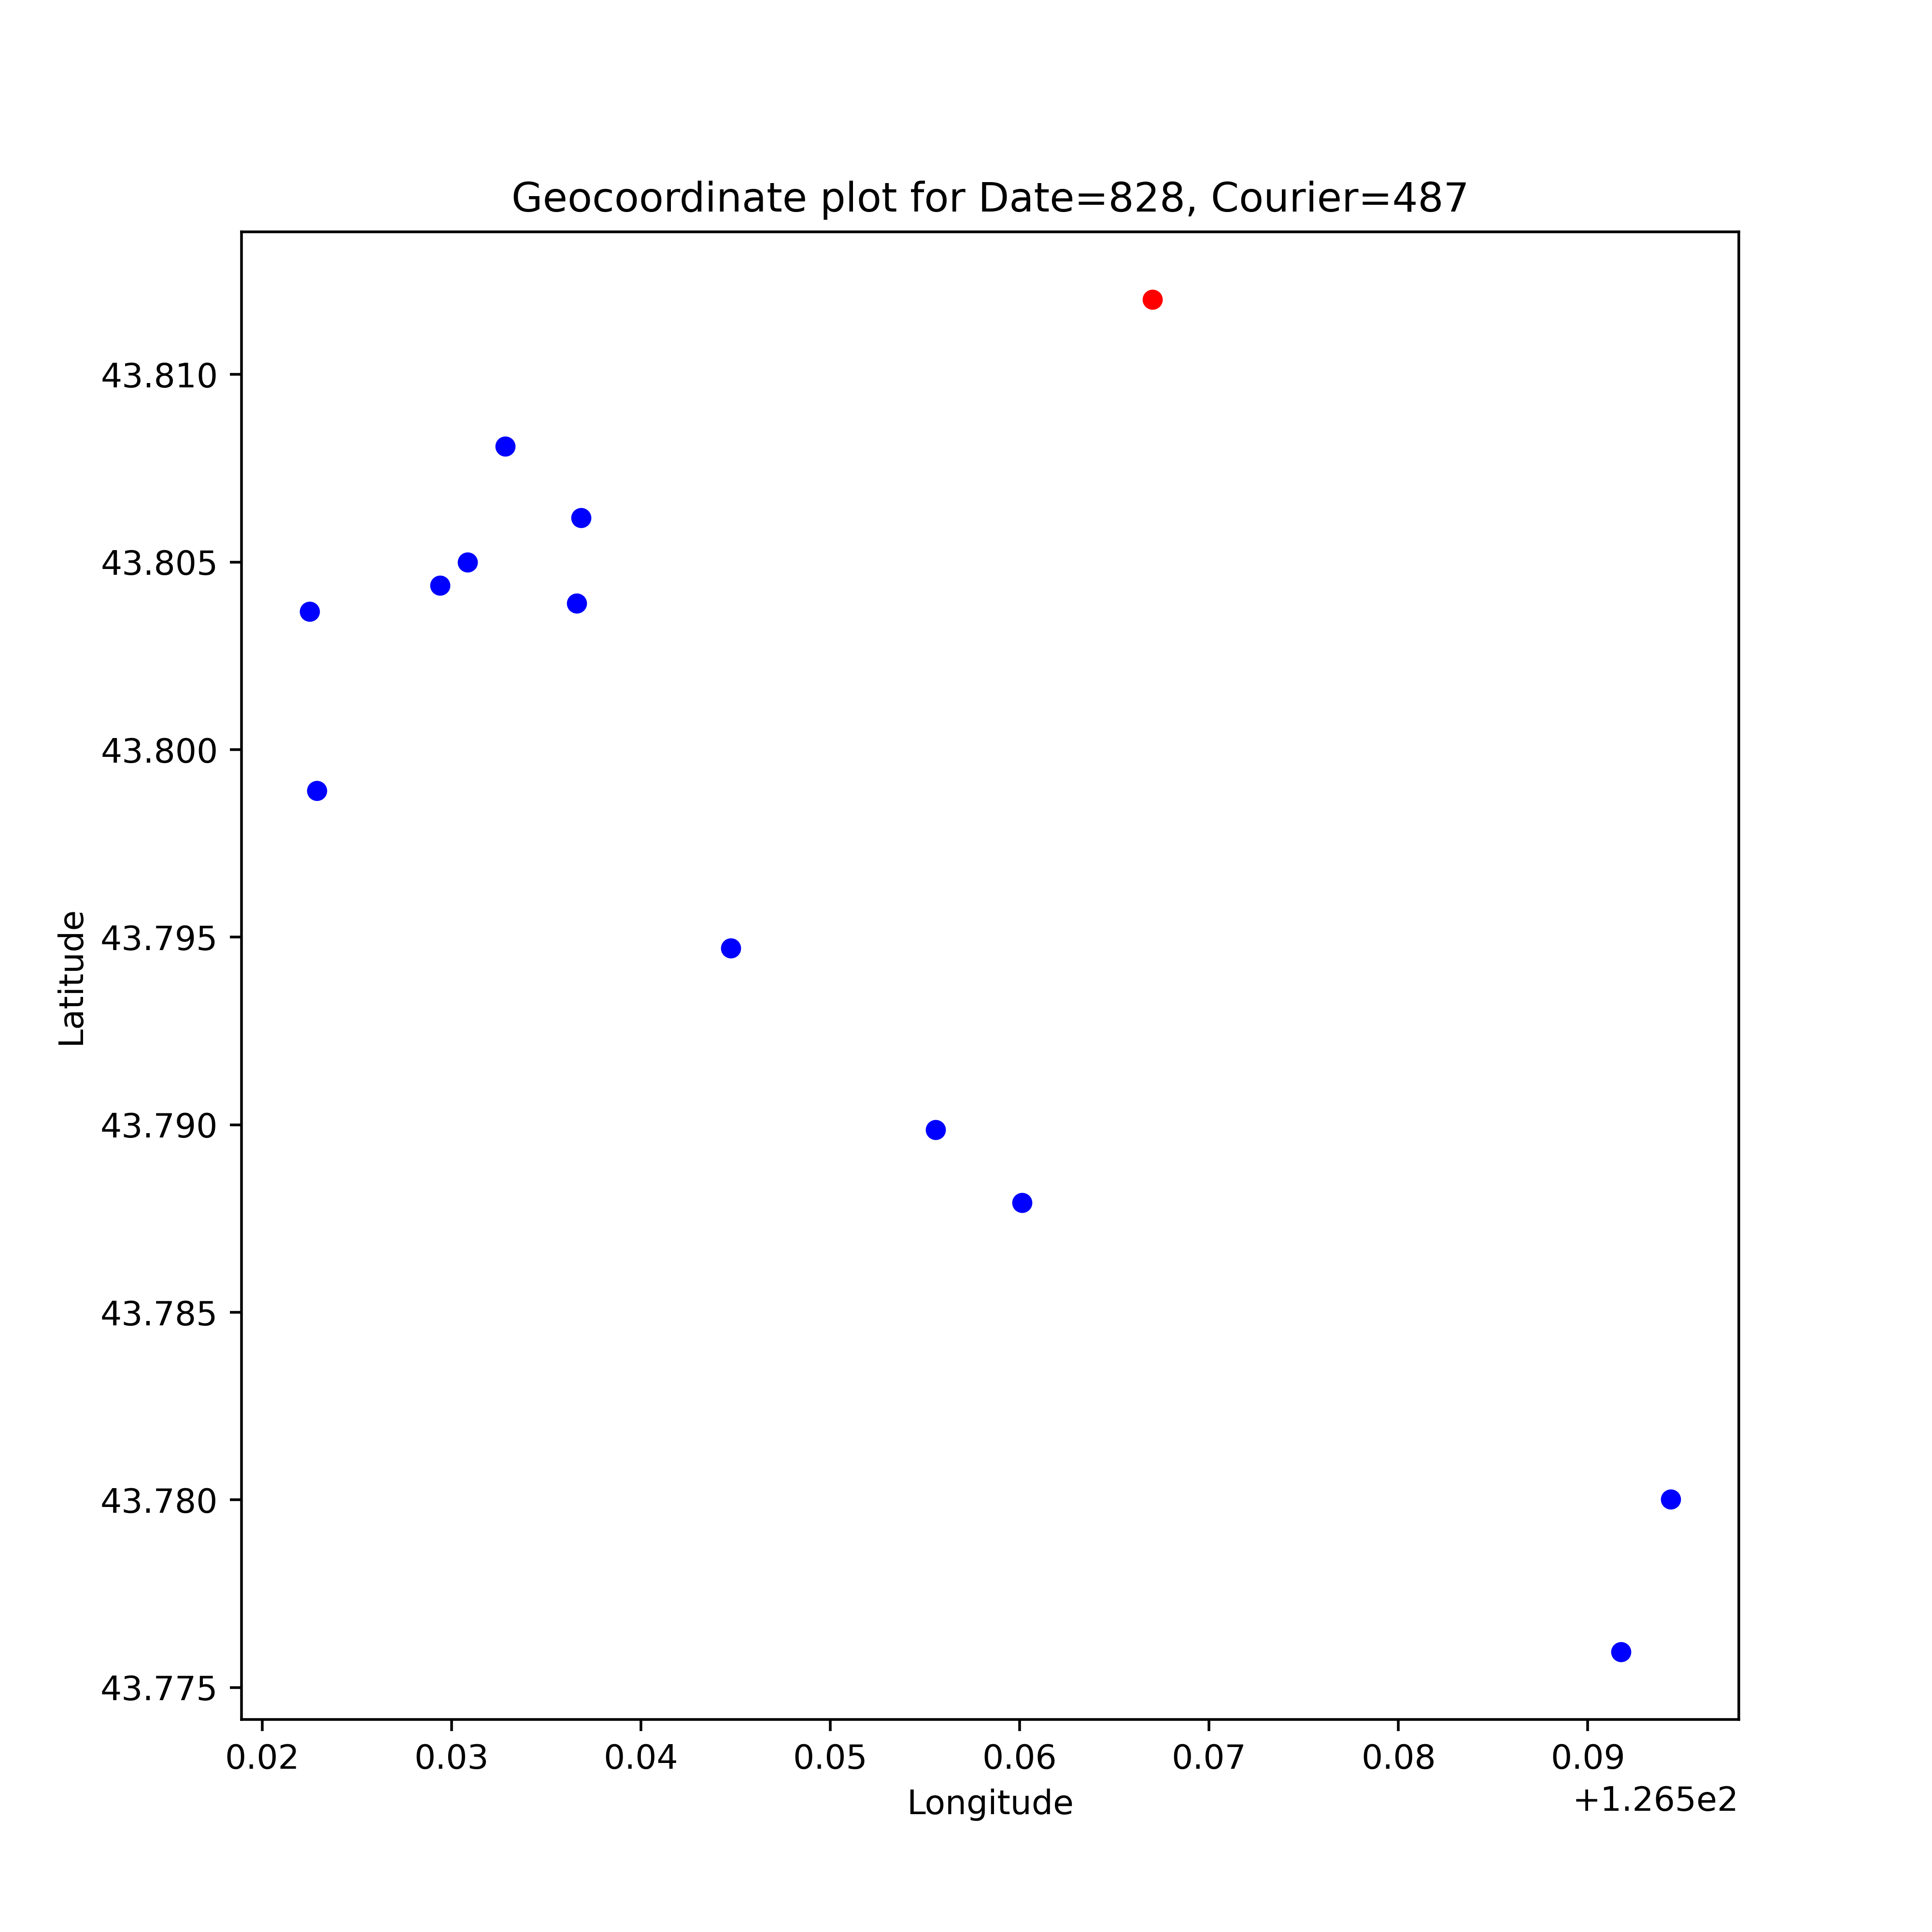 Geocoordinate plot for Date=828, Courier=487
43.810
43.805
43.800
43.795
43.790
43.785
43.780
43.775
Latitude
0.02 0.03 0.04 0.05 0.06 0.07 0.08 0.09
+1.265e2
Longitude